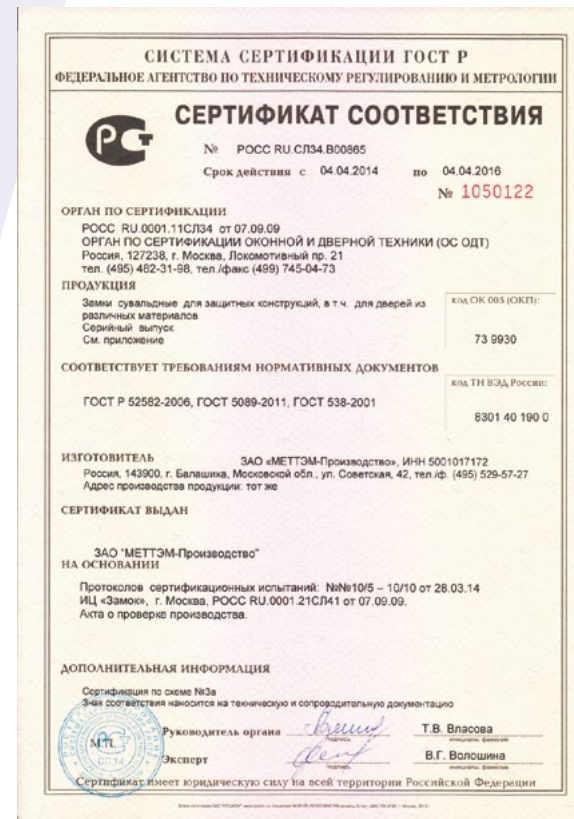 СИСТЕМА СЕРТИФИКАЦИИ ГОСТ Р
ФЕДЕРАЛЬНОЕ АГЕНТСТВО ПО ТЕХНИЧЕСКОМУ РЕГУЛИРОВАНИЮ И МЕТРОЛОГИИ
СЕРТИФИКАТ СООТВЕТСТВИЯ
№ РОСС RU.СЛ34.В00865
Срок действия с 04.04.2014 по 04.04.2016
№ 1050122
ОРГАН ПО СЕРТИФИКАЦИИ
РОСС RU.0001.11СЛ34 от 07.09.09
ОРГАН ПО СЕРТИФИКАЦИИ ОКОННОЙ И ДВЕРНОЙ ТЕХНИКИ (ОС ОДТ)
Россия, 127238, г. Москва, Локомотивный пр. 21
тел. (495) 482-31-98, тел./факс (499) 745-04-73
ПРОДУКЦИЯ
Замки сувальдные для защитных конструкций, в т.ч. для дверей из
различных материалов
Серийный выпуск
См. приложение
код ОК 005 (ОКП):
73 9930
СООТВЕТСТВУЕТ ТРЕБОВАНИЯМ НОРМАТИВНЫХ ДОКУМЕНТОВ
ГОСТ Р 52582-2006, ГОСТ 5089-2011, ГОСТ 538-2001
код ТН ВЭД России:
8301 40 190 0
ИЗГОТОВИТЕЛЬ ЗАО «МЕТТЭМ-Производство», ИНН 5001017172
Россия, 143900, г. Балашиха, Московской обл., ул. Советская, 42, тел./ф. (495) 529-57-27
Адрес производства продукции: тот же
СЕРТИФИКАТ ВЫДАН
ЗАО "МЕТТЭМ-Производство"
НА ОСНОВАНИИ
Протоколов сертификационных испытаний: №№10/5 – 10/10 от 28.03.14
ИЦ «Замок», г. Москва, РОСС RU.0001.21СЛ41 от 07.09.09.
Акта о проверке производства.
ДОПОЛНИТЕЛЬНАЯ ИНФОРМАЦИЯ
Сертификация по схеме №3а
Знак соответствия наносится на техническую и сопроводительную документацию
М.П.
СЛ34
Руководитель органа
подпись
Т.В. Власова
инициалы, фамилия
Эксперт
подпись
В.Г. Волошина
инициалы, фамилия
Сертификат имеет юридическую силу на всей территории Российской Федерации